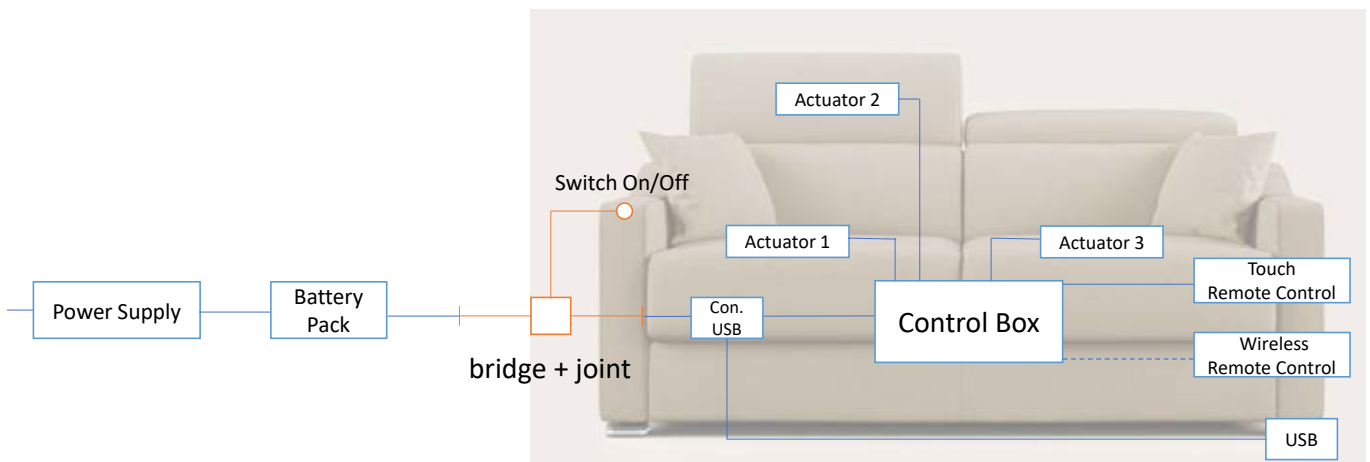 Actuator 2
Switch On/Off
Actuator 1
Actuator 3
Touch
Remote Control
Power Supply
Battery
Pack
Con.
USB
Control Box
bridge + joint
Wireless
Remote Control
USB